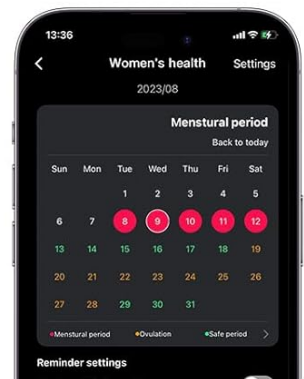 13:36
Women's health Settings
2023/08
Menstural period
Back to today
Sun Mon Tue Wed Thu Fri Sat
1 2 3 4 5
6 7 8 9 10 11 12
13 14 15 16 17 18 19
20 21 22 23 24 25 26
27 28 29 30 31
Menstural period Ovulation Safe period
Reminder settings